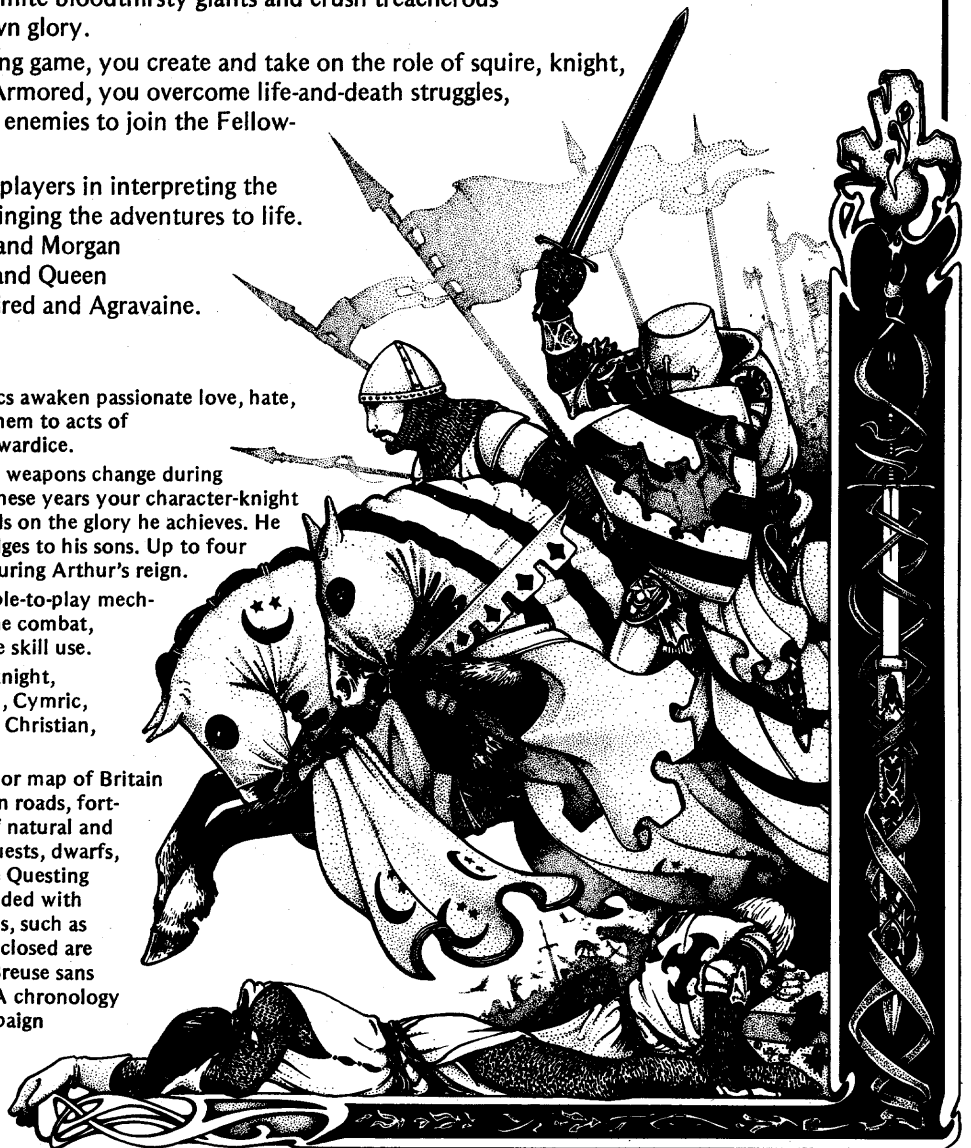 smite bloodthirsty giants and crush treacherous
wn glory.
ng game, you create and take on the role of squire, knight,
Armored, you overcome life-and-death struggles,
enemies to join the Fellow-
players in interpreting the
inging the adventures to life.
and Morgan
and Queen
red and Agravaine.
cs awaken passionate love, hate,
hem to acts of
wardice.
weapons change during
hese years your character-knight
ds on the glory he achieves. He
dges to his sons. Up to four
uring Arthur's reign.
ple-to-play mech-
ne combat,
e skill use.
night,
, Cymric,
Christian,
or map of Britain
n roads, fort-
f natural and
uests, dwarfs,
Questing
ded with
s, such as
closed are
Breuse sans
A chronology
paign